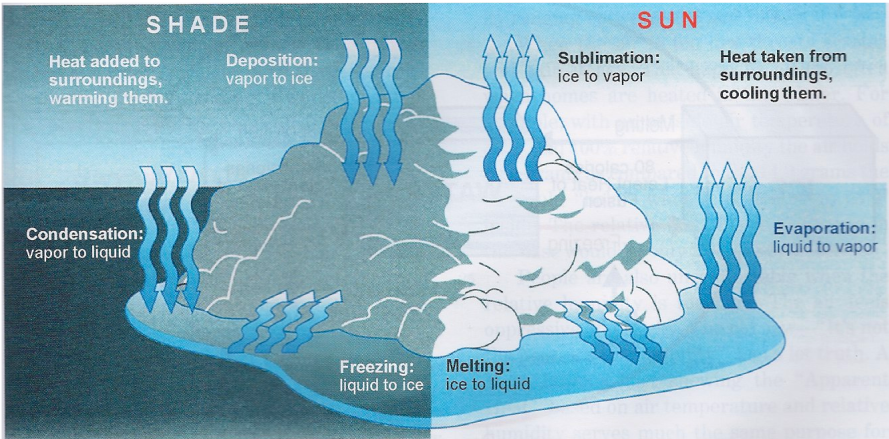 SHADE
SUN
Heat added to
surroundings,
warming them.
Deposition:
vapor to ice
Sublimation:
ice to vapor
Heat taken from
surroundings,
cooling them.
Condensation:
vapor to liquid
Evaporation:
liquid to vapor
Freezing:
liquid to ice
Melting:
ice to liquid